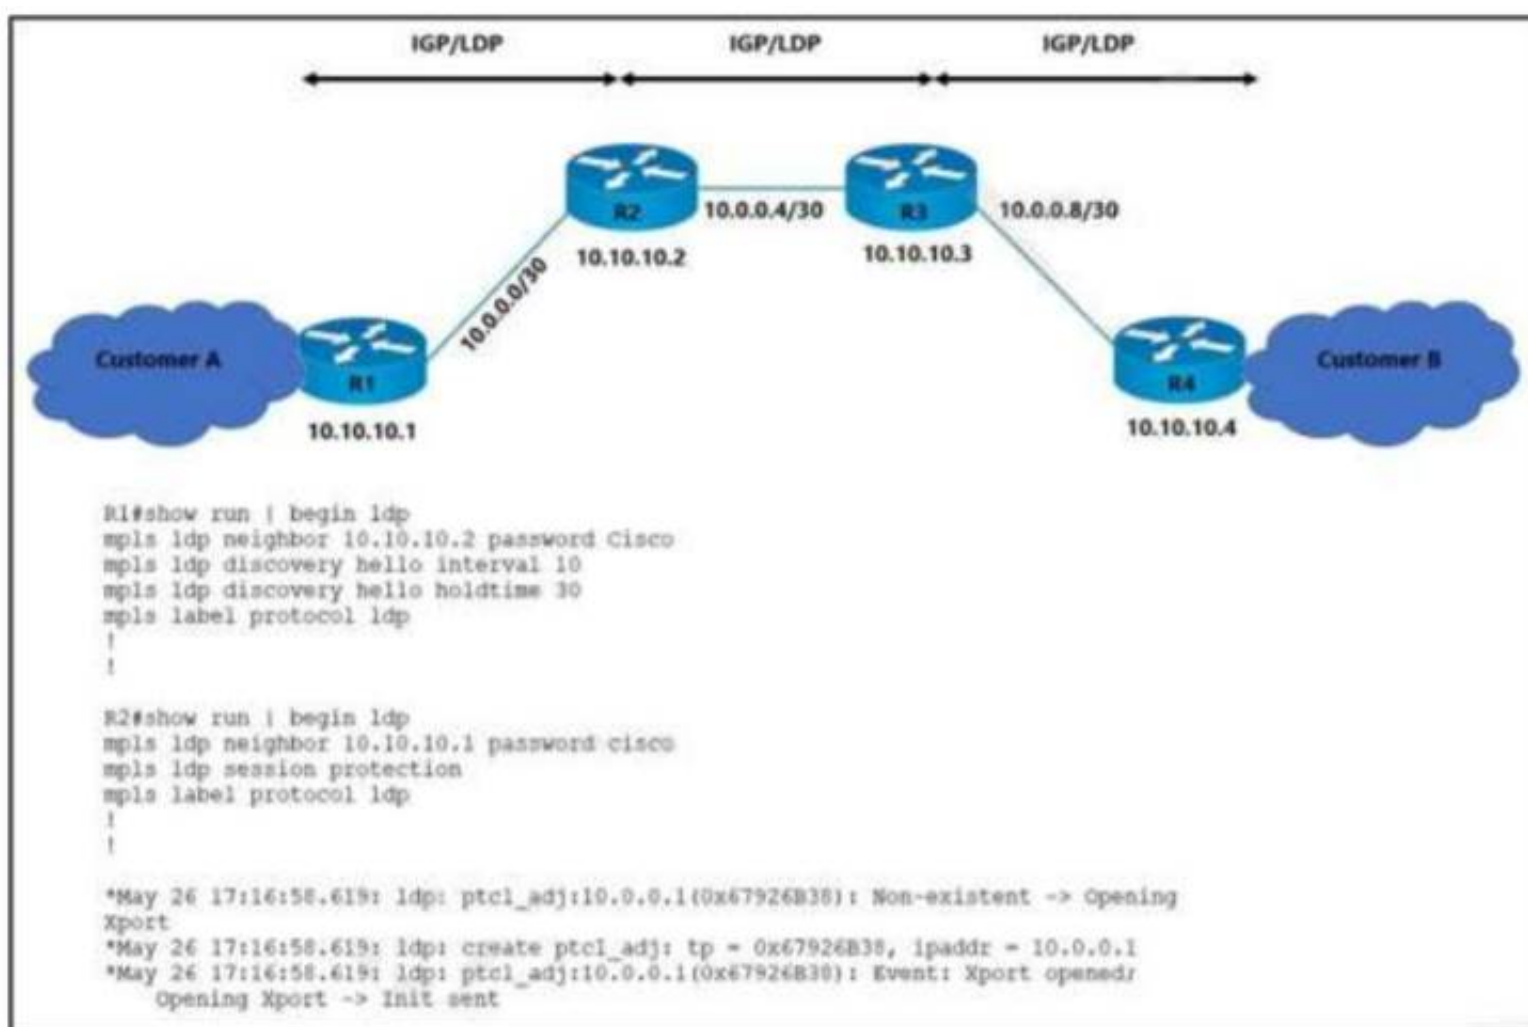 IGP/LDP IGP/LDP IGP/LDP
R2 10.0.0.4/30 R3 10.0.0.8/30
10.10.10.2 10.10.10.3
10.0.0.0/30
Customer A R1 R4 Customer B
10.10.10.1 10.10.10.4
R1#show run | begin ldp
mpls ldp neighbor 10.10.10.2 password Cisco
mpls ldp discovery hello interval 10
mpls ldp discovery hello holdtime 30
mpls label protocol ldp
!
!
R2#show run | begin ldp
mpls ldp neighbor 10.10.10.1 password cisco
mpls ldp session protection
mpls label protocol ldp
!
!
*May 26 17:16:58.619: ldp: ptcl_adj:10.0.0.1(0x67926B38): Non-existent -> Opening
Xport
*May 26 17:16:58.619: ldp: create ptcl_adj: tp = 0x67926B38, ipaddr = 10.0.0.1
*May 26 17:16:58.619: ldp: ptcl_adj:10.0.0.1(0x67926B38): Event: Xport opened;
Opening Xport -> Init sent